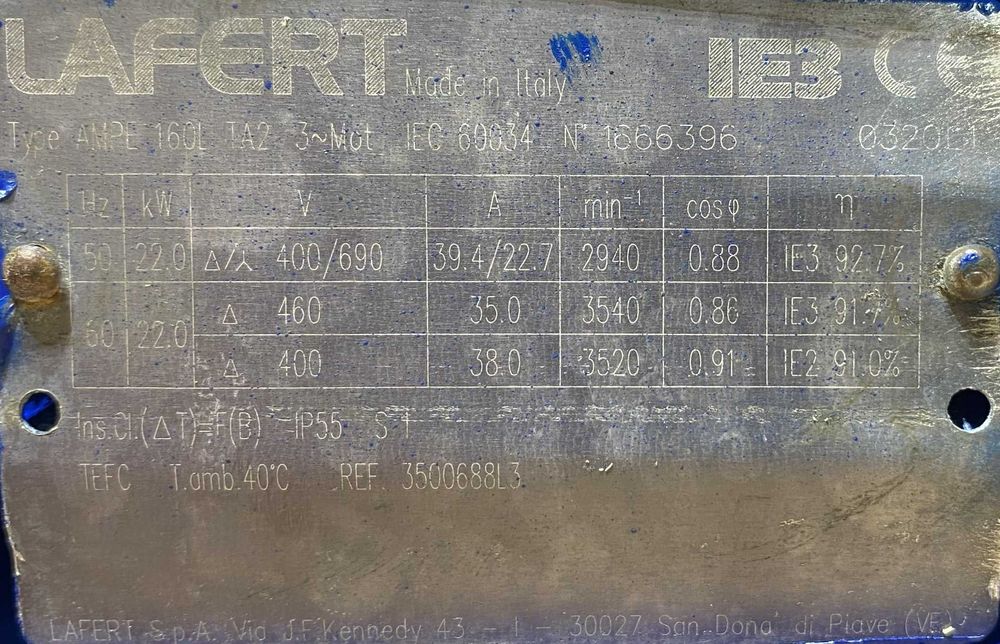 LAFERT Made in Italy IE3 CE
Type AMPE 160L TA2 3~Mot IEC 60034 N° 1666396
Hz kW V A min⁻¹ cosφ η
50 22.0 Δ/⅄ 400/690 39.4/22.7 2940 0.88 IE3 92.7%
60 22.0 Δ 460 35.0 3540 0.86 IE3 91.7%
Δ 400 38.0 3520 0.91 IE2 91.0%
Ins.Cl.(ΔT)=F(B) IP55 S1
TEFC T.amb.40°C REF. 3500688L3
LAFERT S.p.A. Via J.F.Kennedy 43 - I - 30027 San Dona' di Piave (VE)